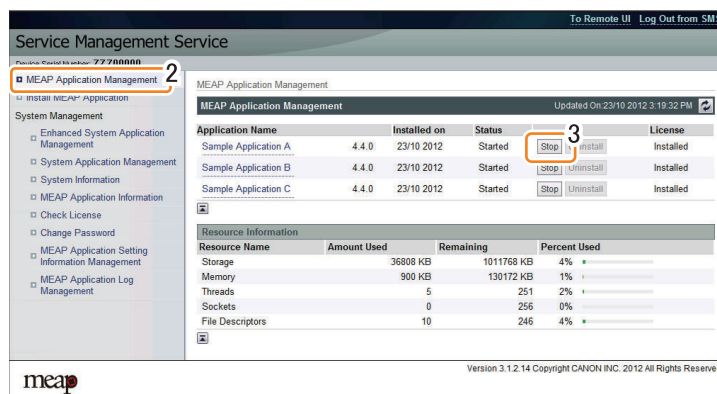 To Remote UI Log Out from SMS
Service Management Service
Device Serial Number: ZZZ00000
MEAP Application Management 2
Install MEAP Application
System Management
Enhanced System Application
Management
System Application Management
System Information
MEAP Application Information
Check License
Change Password
MEAP Application Setting
Information Management
MEAP Application Log
Management
MEAP Application Management
MEAP Application Management Updated On:23/10 2012 3:19:32 PM
Application Name Installed on Status 3 License
Sample Application A 4.4.0 23/10 2012 Started Stop Uninstall Installed
Sample Application B 4.4.0 23/10 2012 Started Stop Uninstall Installed
Sample Application C 4.4.0 23/10 2012 Started Stop Uninstall Installed
Resource Information
Resource Name Amount Used Remaining Percent Used
Storage 36808 KB 1011768 KB 4%
Memory 900 KB 130172 KB 1%
Threads 5 251 2%
Sockets 0 256 0%
File Descriptors 10 246 4%
Version 3.1.2.14 Copyright CANON INC. 2012 All Rights Reserve
meap